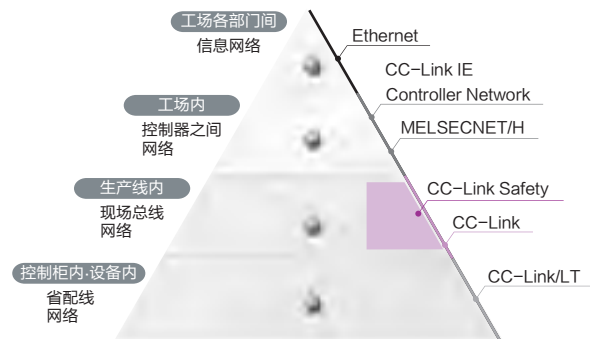 工场各部门间
信息网络
Ethernet
CC-Link IE
Controller Network
工场内
控制器之间
网络
MELSECNET/H
生产线内
现场总线
网络
CC-Link Safety
CC-Link
控制柜内·设备内
省配线
网络
CC-Link/LT